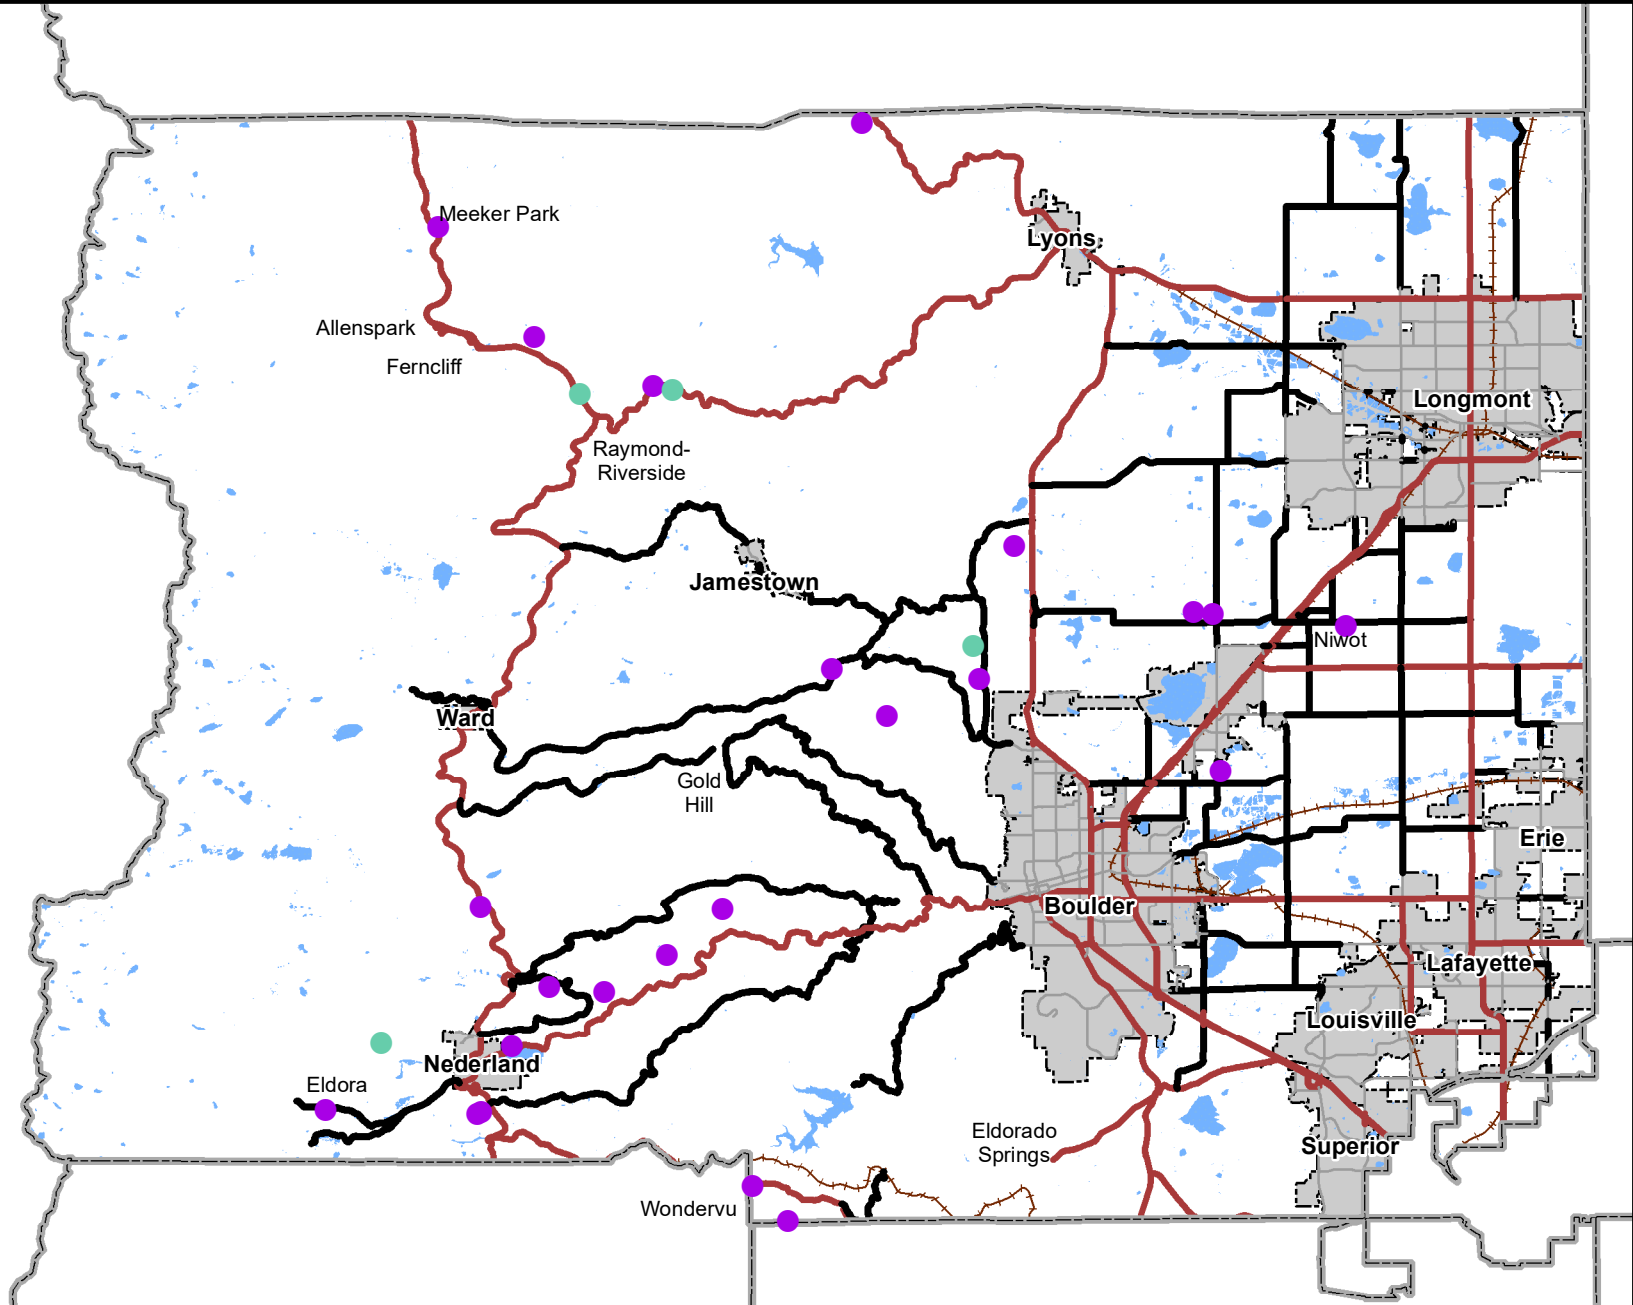 Meeker Park
Lyons
Allenspark
Ferncliff
Longmont
Raymond-
Riverside
Jamestown
Niwot
Ward
Gold
Hill
Erie
Boulder
Lafayette
Louisville
Nederland
Eldora
Eldorado
Springs
Superior
Wondervu